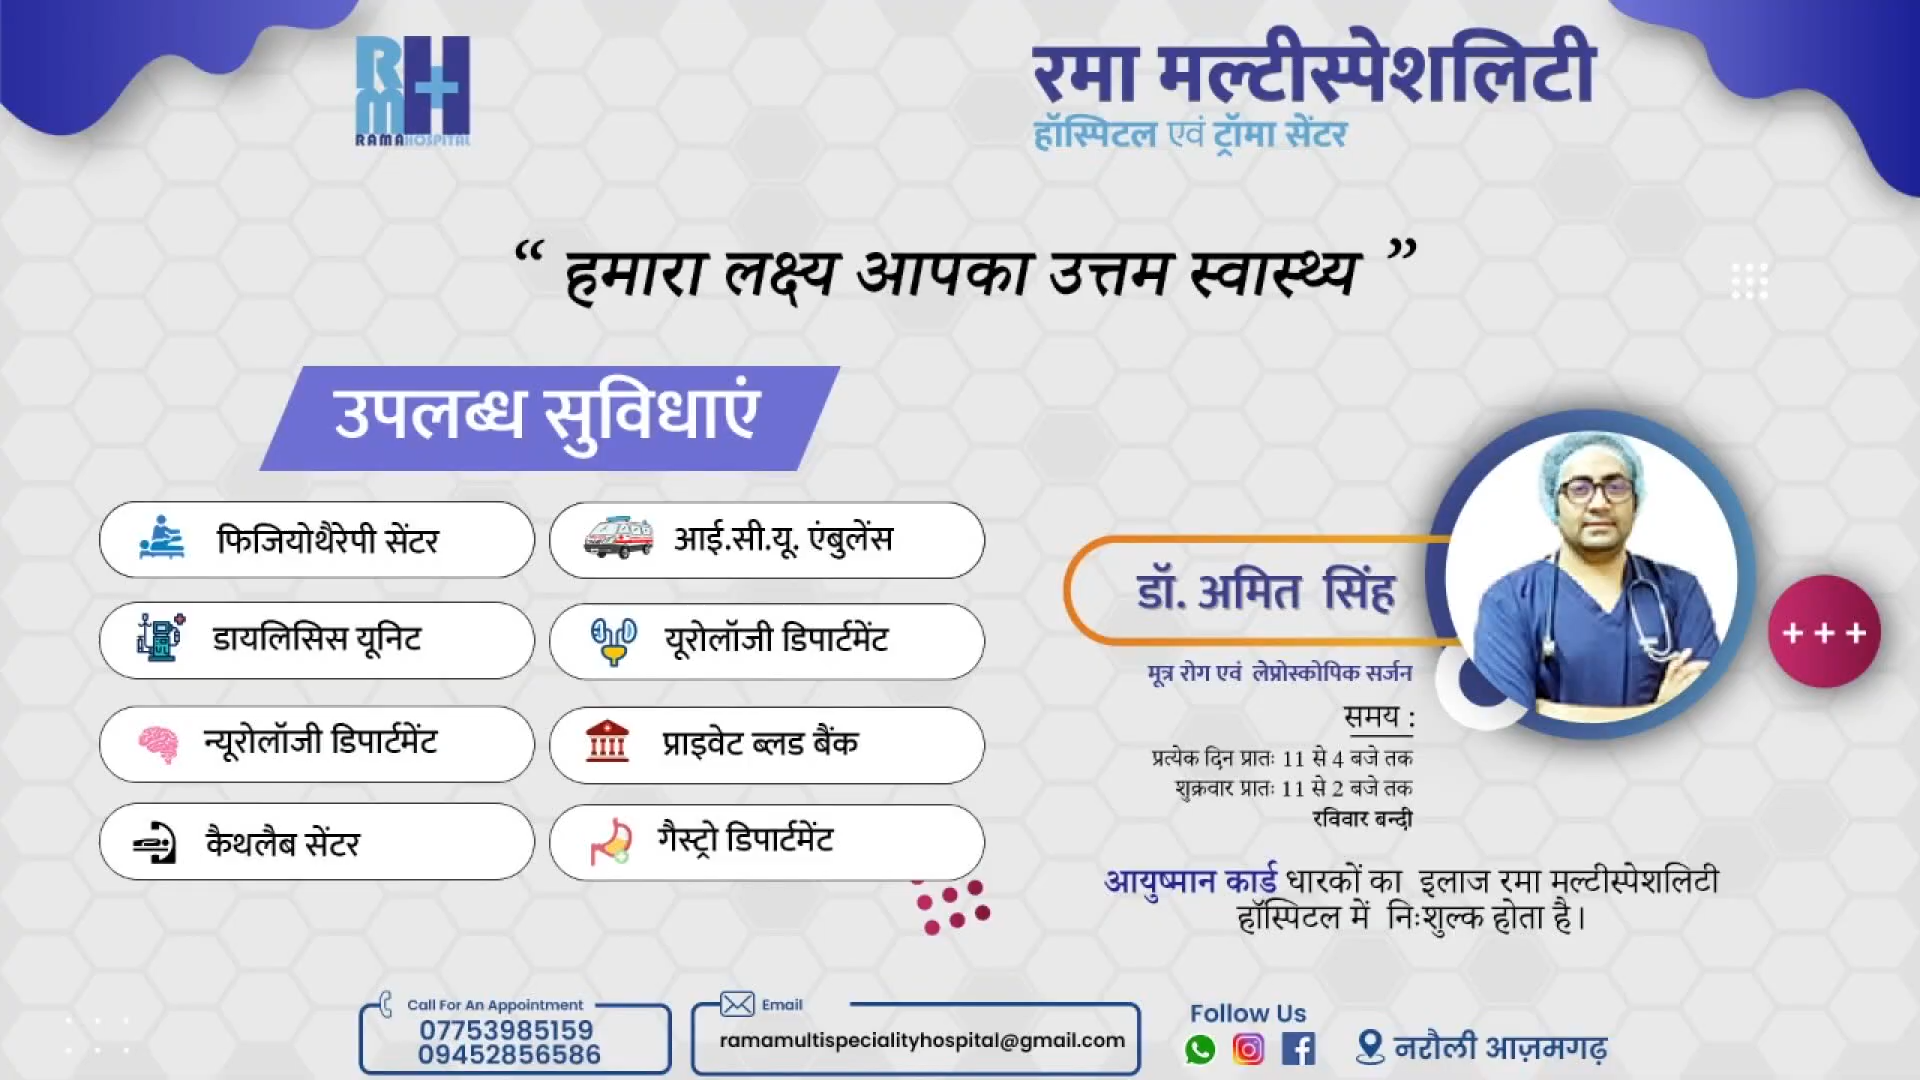 RAMAHOSPITAL
रमा मल्टीस्पेशलिटी
हॉस्पिटल एवं ट्रॉमा सेंटर
“ हमारा लक्ष्य आपका उत्तम स्वास्थ्य ”
उपलब्ध सुविधाएं
फिजियोथैरेपी सेंटर
आई.सी.यू. एंबुलेंस
डायलिसिस यूनिट
यूरोलॉजी डिपार्टमेंट
न्यूरोलॉजी डिपार्टमेंट
प्राइवेट ब्लड बैंक
कैथलैब सेंटर
गैस्ट्रो डिपार्टमेंट
डॉ. अमित सिंह
मूत्र रोग एवं लेप्रोस्कोपिक सर्जन
समय :
प्रत्येक दिन प्रातः 11 से 4 बजे तक
शुक्रवार प्रातः 11 से 2 बजे तक
रविवार बन्दी
आयुष्मान कार्ड धारकों का इलाज रमा मल्टीस्पेशलिटी
हॉस्पिटल में निःशुल्क होता है।
Call For An Appointment
07753985159
09452856586
Email
ramamultispecialityhospital@gmail.com
Follow Us
नरौली आज़मगढ़